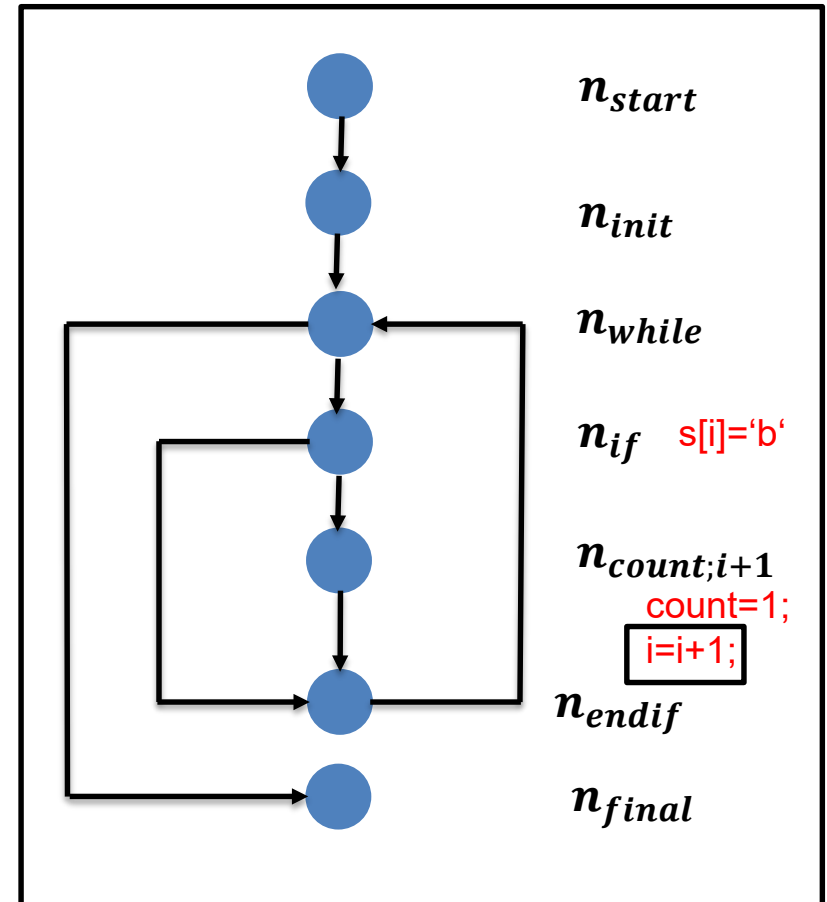 n_start
n_init
n_while
n_if s[i]=‘b‘
n_count;i+1
count=1;
i=i+1;
n_endif
n_final